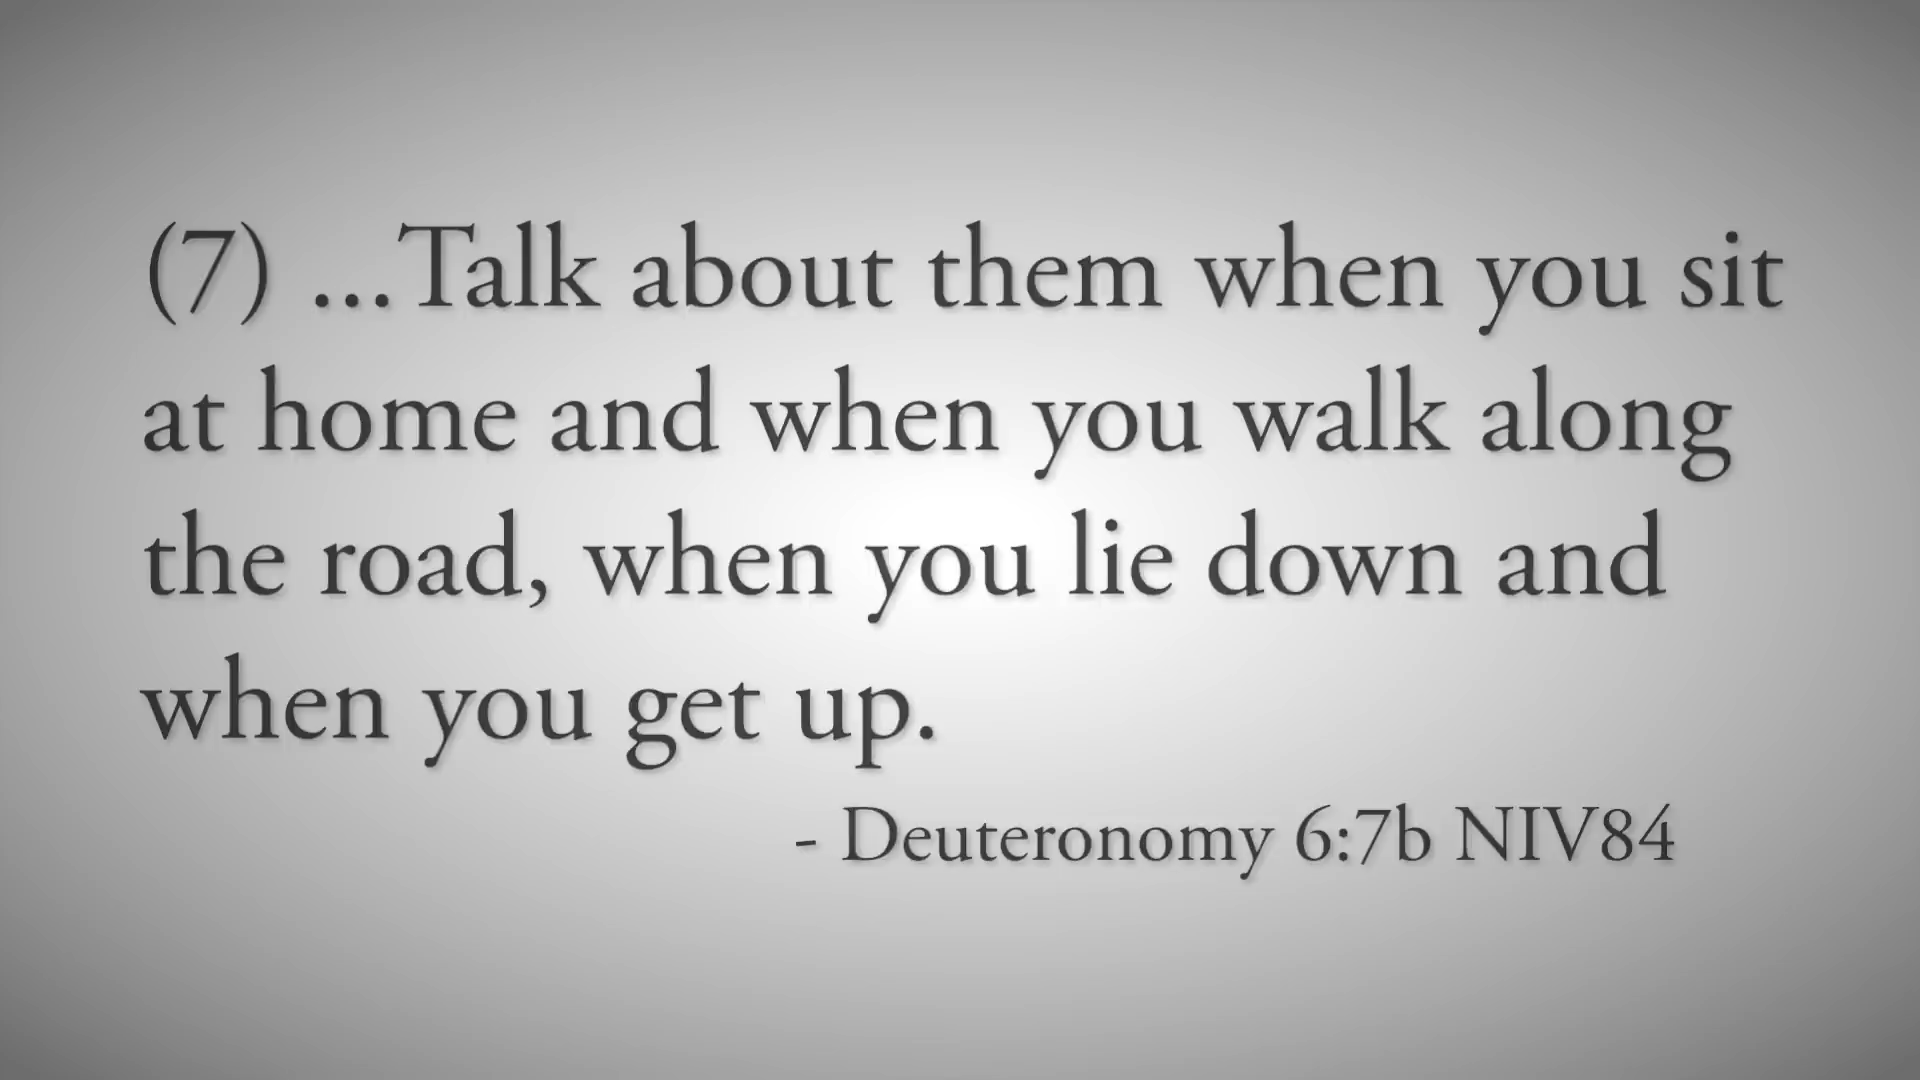 (7) ...Talk about them when you sit
at home and when you walk along
the road, when you lie down and
when you get up.
- Deuteronomy 6:7b NIV84